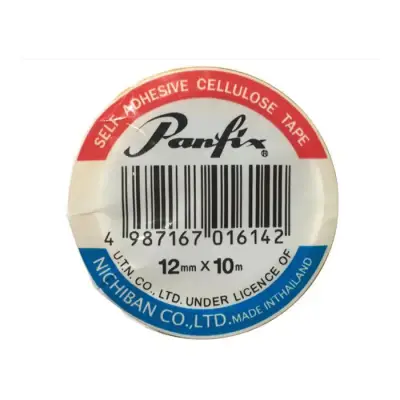 SELF ADHESIVE CELLULOSE TAPE
Panfix®
4 987167 016142
12mm X 10m
U.T.N. CO., LTD. UNDER LICENCE OF
NICHIBAN CO.,LTD. MADE IN THAILAND